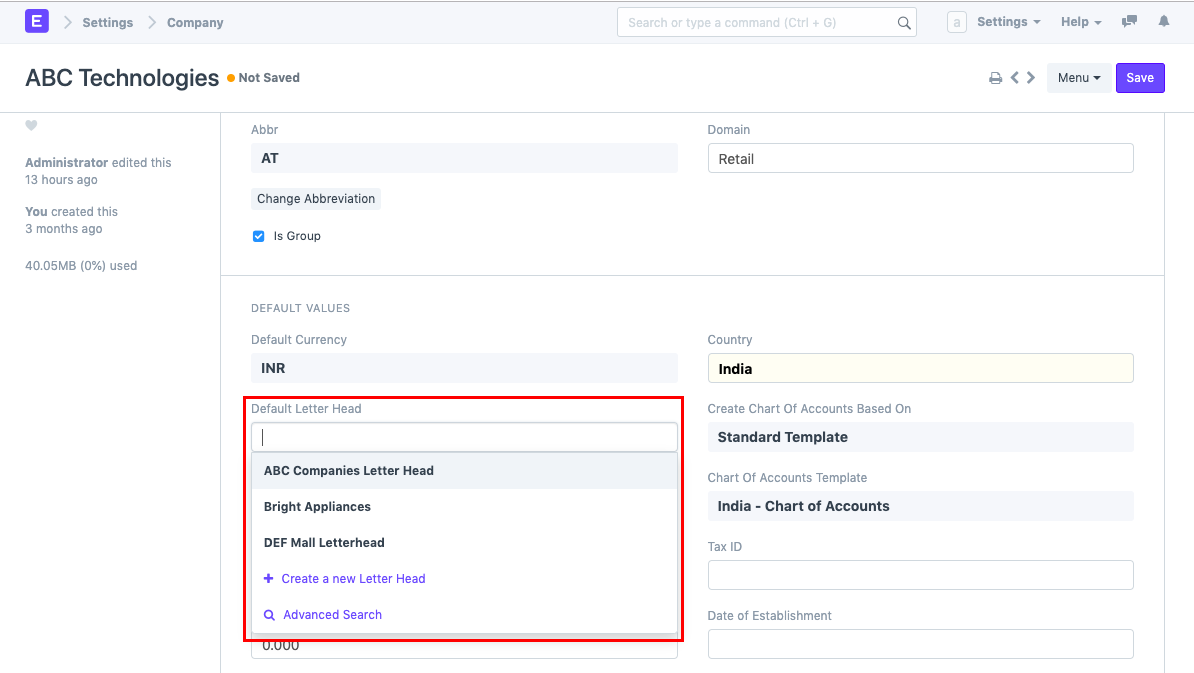 E
Settings
Company
Search or type a command (Ctrl + G)
a
Settings
Help
ABC Technologies
Not Saved
Menu
Save
Administrator edited this
13 hours ago
You created this
3 months ago
40.05MB (0%) used
Abbr
AT
Change Abbreviation
Is Group
Domain
Retail
DEFAULT VALUES
Default Currency
INR
Default Letter Head
ABC Companies Letter Head
Bright Appliances
DEF Mall Letterhead
Create a new Letter Head
Advanced Search
0.000
Country
India
Create Chart Of Accounts Based On
Standard Template
Chart Of Accounts Template
India - Chart of Accounts
Tax ID
Date of Establishment